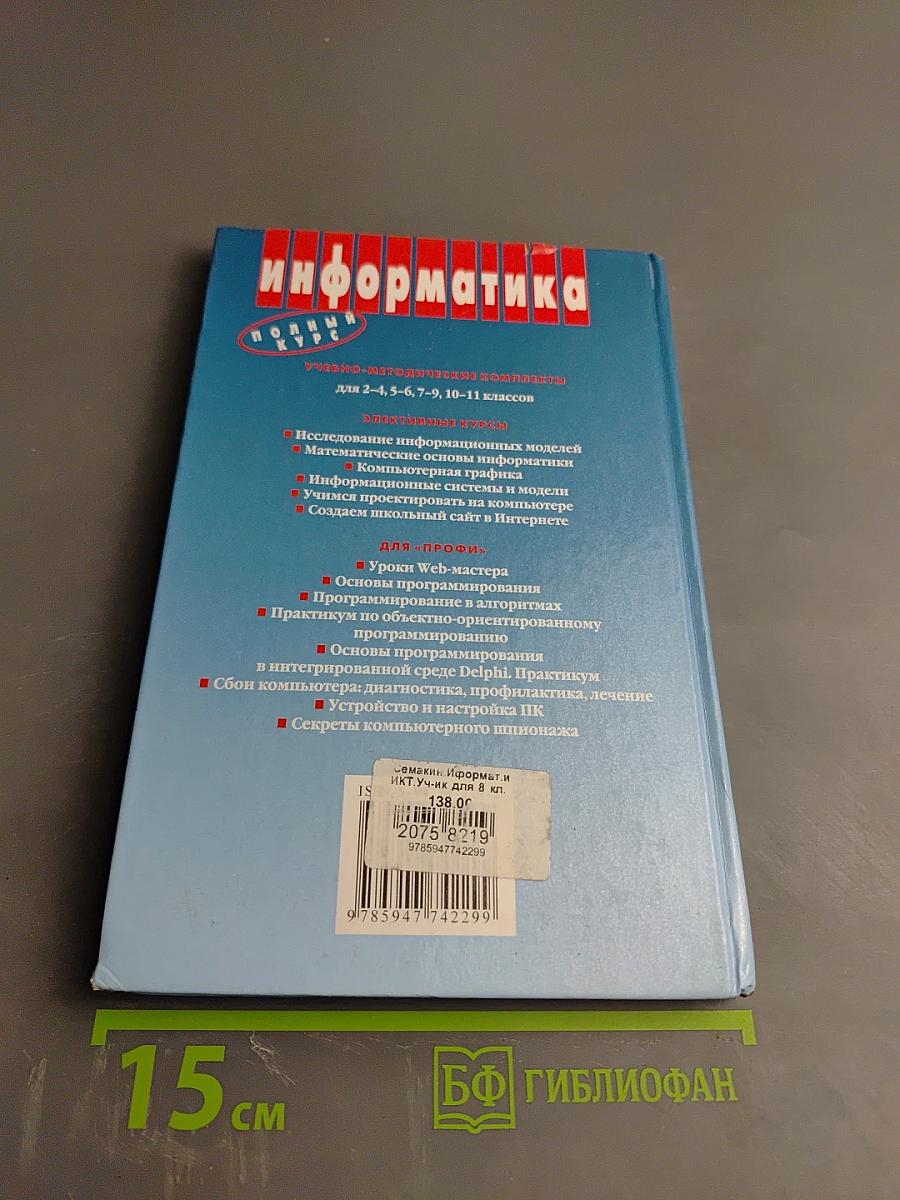 информатика
ПОЛНЫЙ
КУРС
УЧЕБНО-МЕТОДИЧЕСКИЕ КОМПЛЕКТЫ
для 2–4, 5–6, 7–9, 10–11 классов
ЭЛЕКТИВНЫЕ КУРСЫ
Исследование информационных моделей
Математические основы информатики
Компьютерная графика
Информационные системы и модели
Учимся проектировать на компьютере
Создаем школьный сайт в Интернете
ДЛЯ «ПРОФИ»
Уроки Web-мастера
Основы программирования
Программирование в алгоритмах
Практикум по объектно-ориентированному
программированию
Основы программирования
в интегрированной среде Delphi. Практикум
Сбои компьютера: диагностика, профилактика, лечение
Устройство и настройка ПК
Секреты компьютерного шпионажа
Семакин.Иформат.и
ИКТ.Уч-ик для 8 кл.
138.00
2075 8219
9785947742299
9 785947 742299
15 см
БФ ГИБЛИОФАН